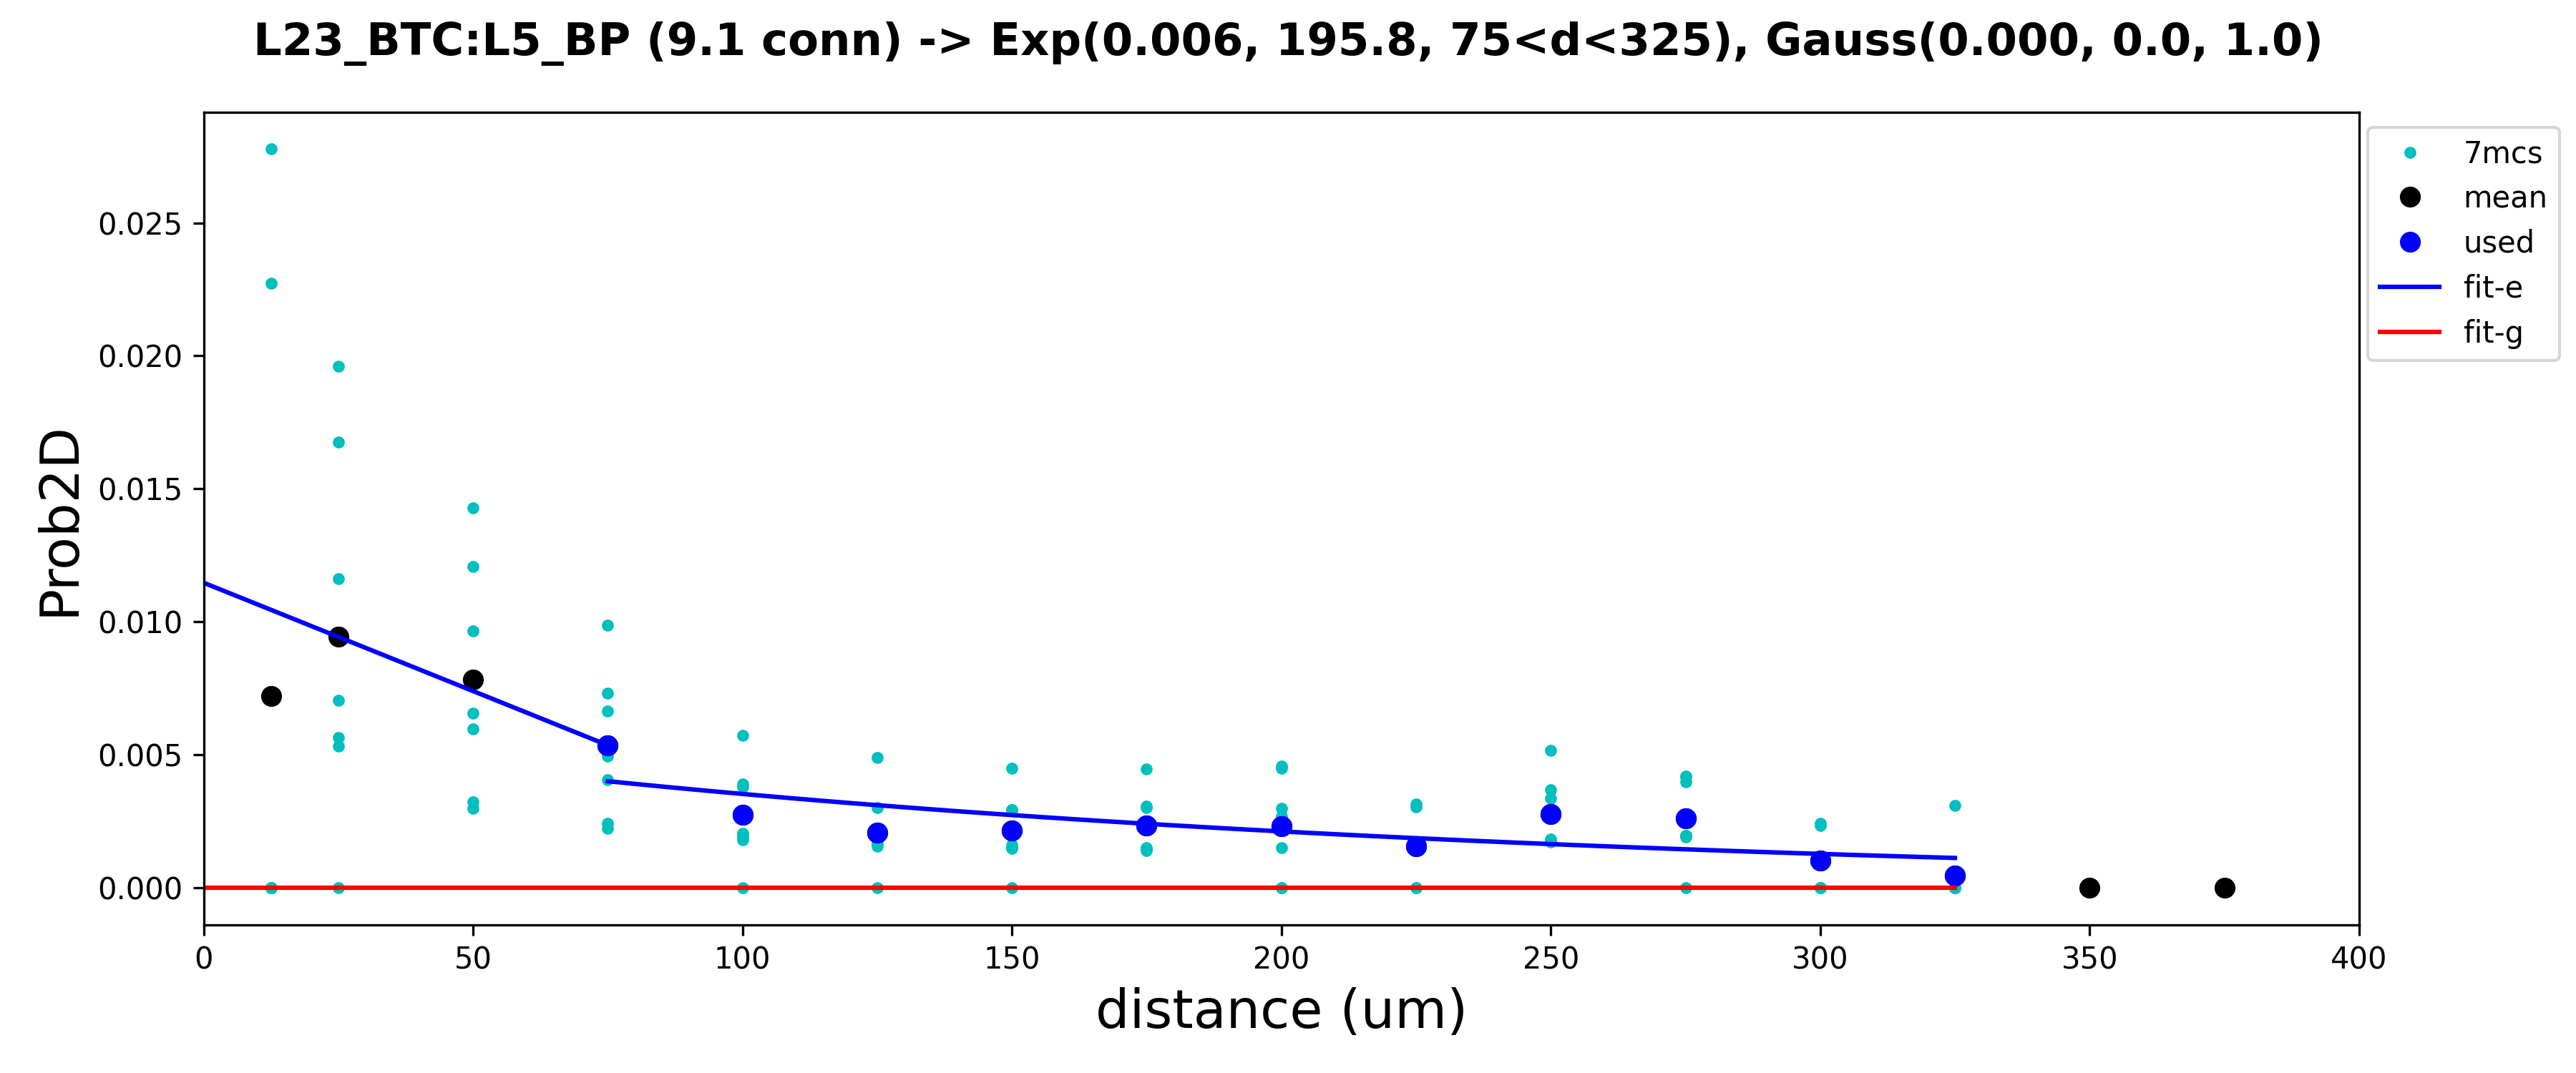 L23_BTC:L5_BP (9.1 conn) -> Exp(0.006, 195.8, 75<d<325), Gauss(0.000, 0.0, 1.0)
7mcs
mean
used
fit-e
fit-g
Prob2D
0.025
0.020
0.015
0.010
0.005
0.000
0 50 100 150 200 250 300 350 400
distance (um)